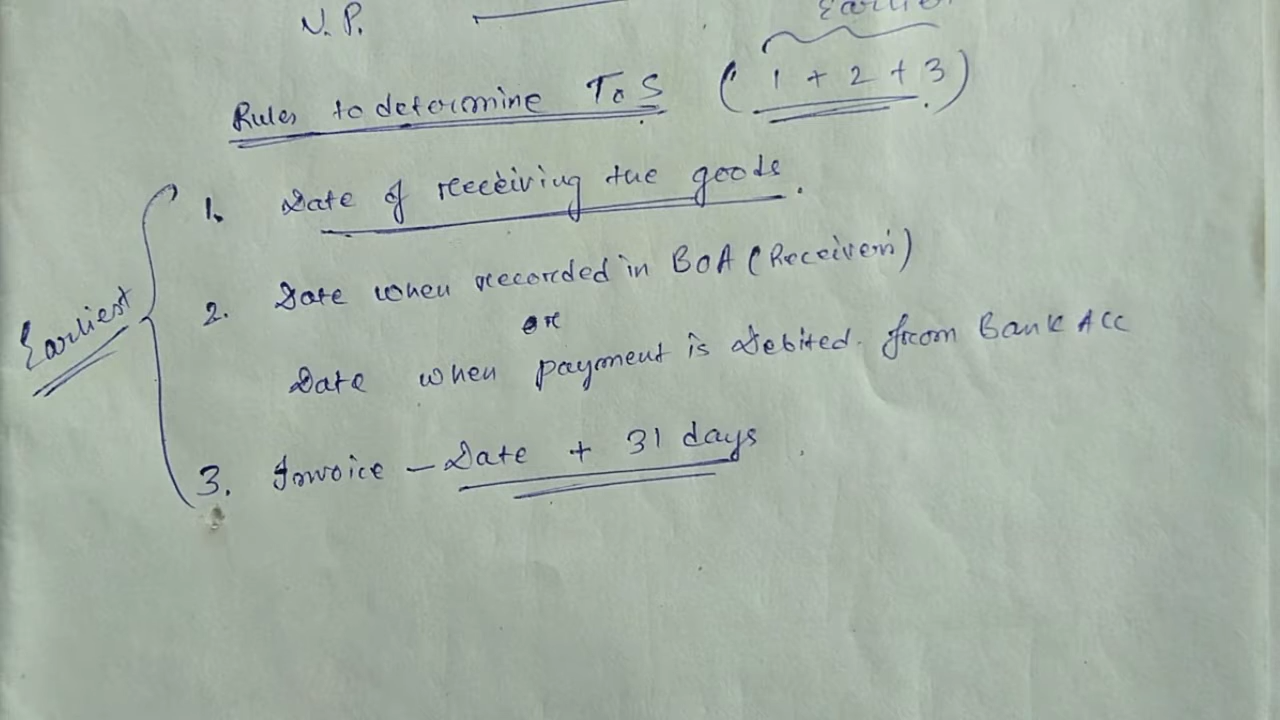 Earlie
N. P.
Rules to determine ToS (1 + 2 + 3)
Earliest
1. Date of receiving the goods.
2. Date when recorded in BOA (Receiver's)
or
Date when payment is debited from Bank Acc
3. Invoice - Date + 31 days